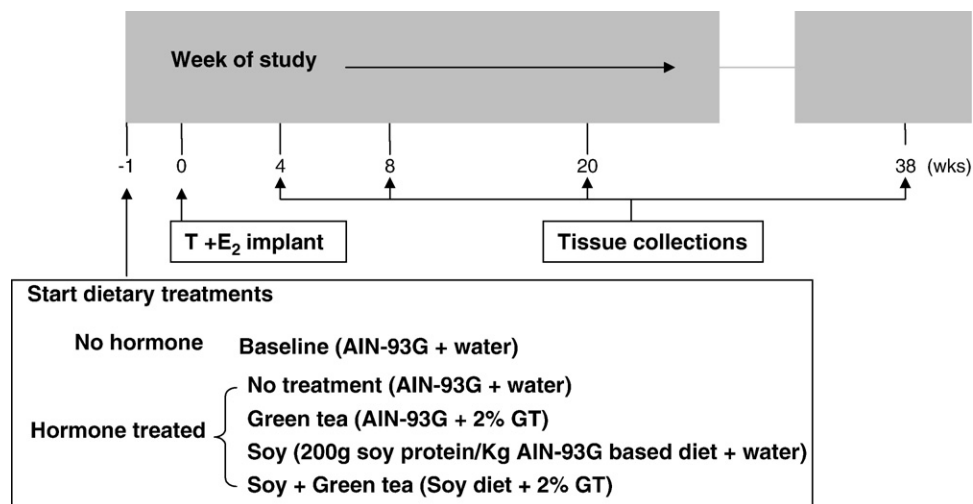 Week of study
-1 0 4 8 20 38 (wks)
T +E₂ implant
Tissue collections
Start dietary treatments
No hormone Baseline (AIN-93G + water)
No treatment (AIN-93G + water)
Green tea (AIN-93G + 2% GT)
Hormone treated
Soy (200g soy protein/Kg AIN-93G based diet + water)
Soy + Green tea (Soy diet + 2% GT)